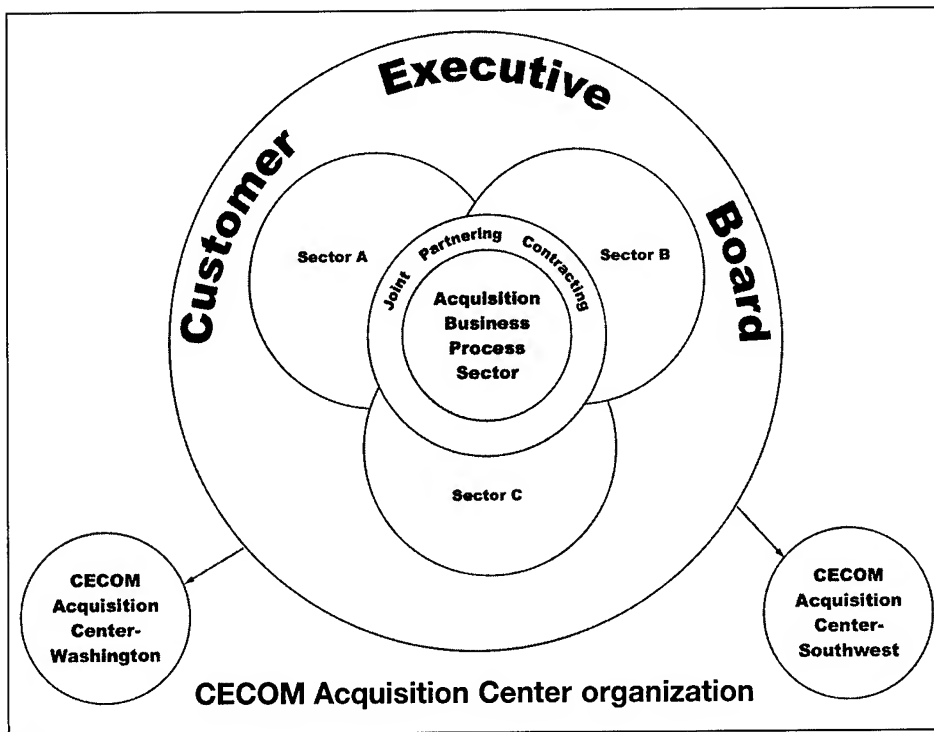 Customer Executive Board
Sector A
Sector B
Joint Partnering Contracting
Acquisition
Business
Process
Sector
Sector C
CECOM
Acquisition
Center-
Washington
CECOM
Acquisition
Center-
Southwest
CECOM Acquisition Center organization